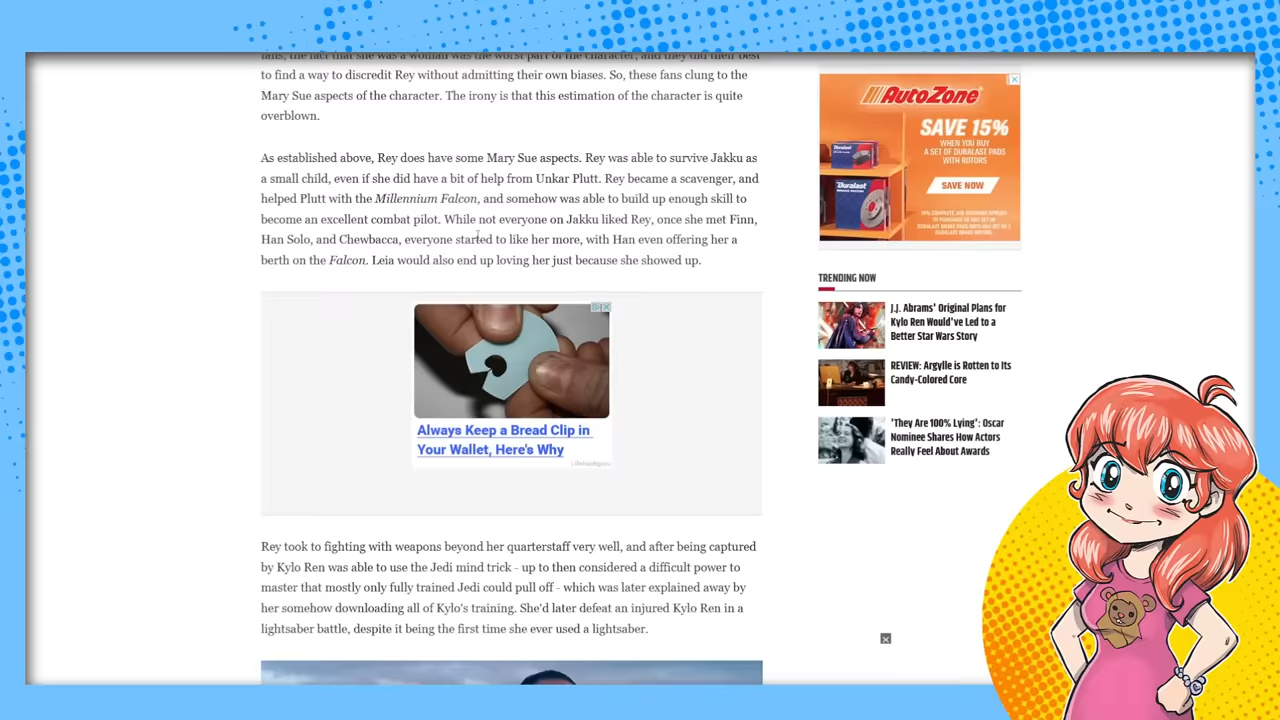 fans, the fact that she was a woman was the worst part of the character, and they did their best
to find a way to discredit Rey without admitting their own biases. So, these fans clung to the
Mary Sue aspects of the character. The irony is that this estimation of the character is quite
overblown.
As established above, Rey does have some Mary Sue aspects. Rey was able to survive Jakku as
a small child, even if she did have a bit of help from Unkar Plutt. Rey became a scavenger, and
helped Plutt with the Millennium Falcon, and somehow was able to build up enough skill to
become an excellent combat pilot. While not everyone on Jakku liked Rey, once she met Finn,
Han Solo, and Chewbacca, everyone started to like her more, with Han even offering her a
berth on the Falcon. Leia would also end up loving her just because she showed up.
Always Keep a Bread Clip in
Your Wallet, Here's Why
Rey took to fighting with weapons beyond her quarterstaff very well, and after being captured
by Kylo Ren was able to use the Jedi mind trick - up to then considered a difficult power to
master that mostly only fully trained Jedi could pull off - which was later explained away by
her somehow downloading all of Kylo's training. She'd later defeat an injured Kylo Ren in a
lightsaber battle, despite it being the first time she ever used a lightsaber.
AutoZone
SAVE 15%
WHEN YOU BUY
A SET OF DURALAST PADS
WITH ROTORS
SAVE NOW
Duralast
Duralast
TRENDING NOW
J.J. Abrams' Original Plans for
Kylo Ren Would've Led to a
Better Star Wars Story
REVIEW: Argylle is Rotten to Its
Candy-Colored Core
'They Are 100% Lying': Oscar
Nominee Shares How Actors
Really Feel About Awards